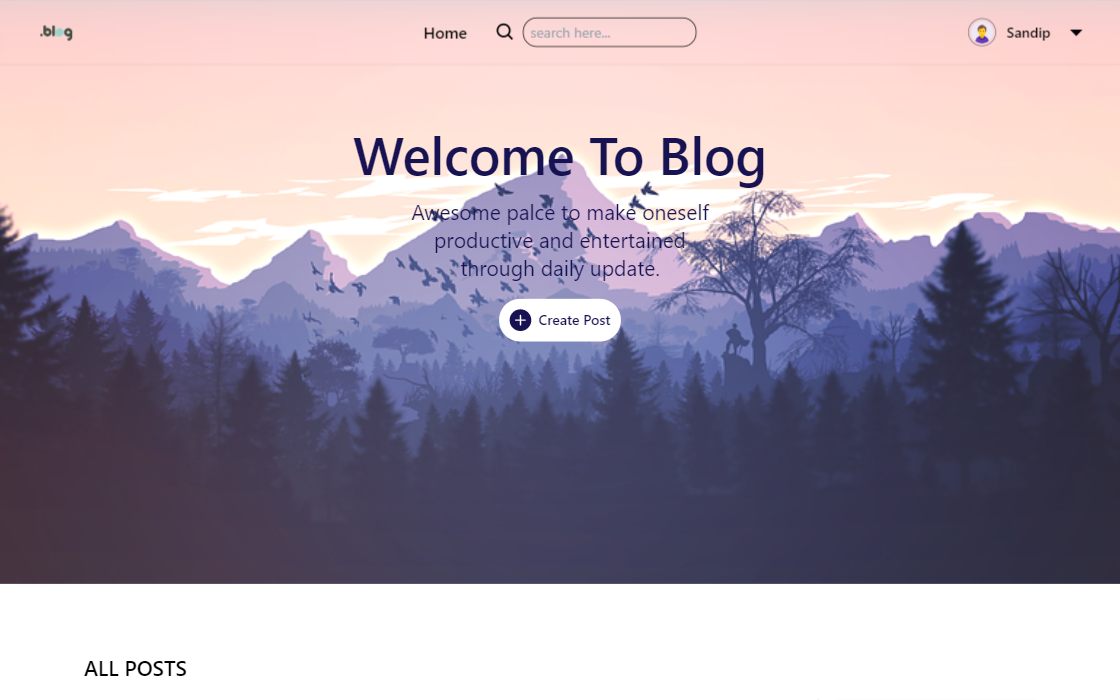 .blog
Home
search here...
Sandip
Welcome To Blog
Awesome palce to make oneself
productive and entertained
through daily update.
Create Post
ALL POSTS